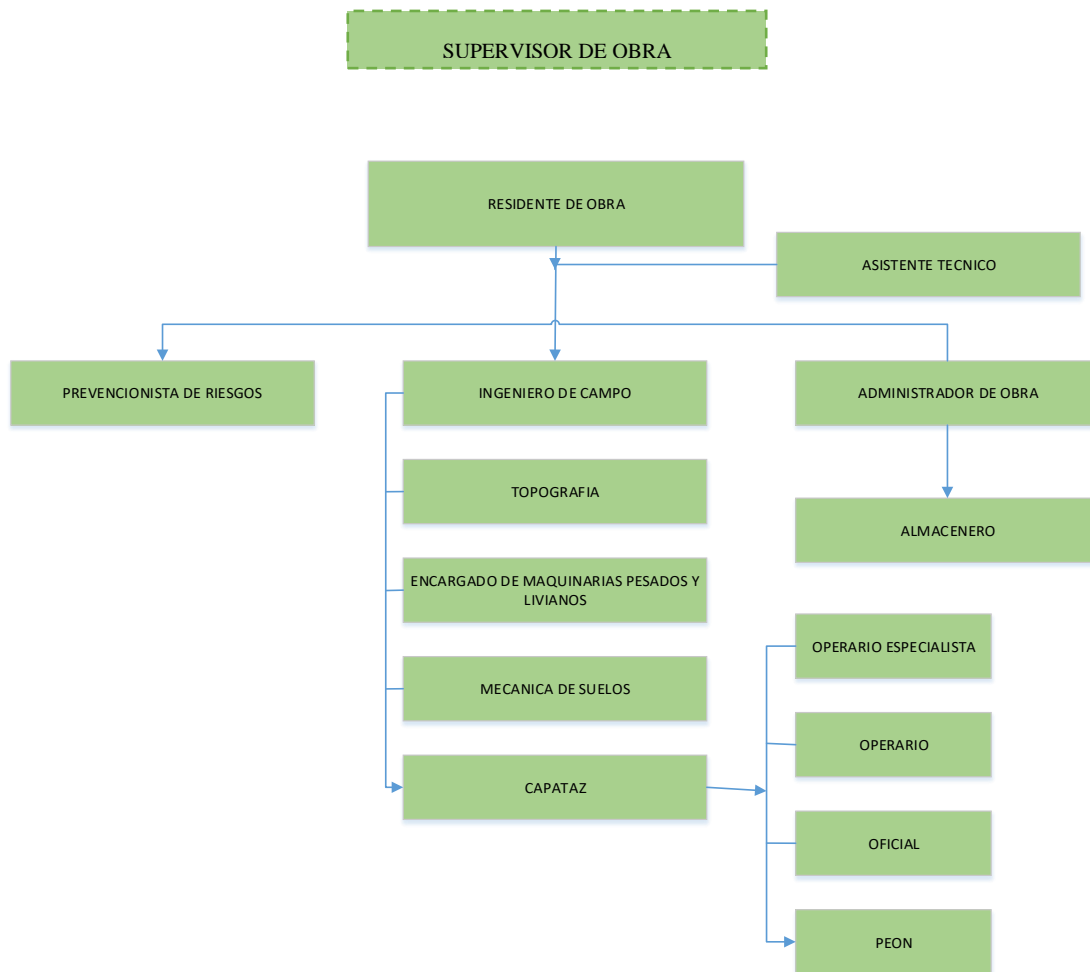 SUPERVISOR DE OBRA
RESIDENTE DE OBRA
ASISTENTE TECNICO
PREVENCIONISTA DE RIESGOS
INGENIERO DE CAMPO
ADMINISTRADOR DE OBRA
TOPOGRAFIA
ALMACENERO
ENCARGADO DE MAQUINARIAS PESADOS Y
LIVIANOS
OPERARIO ESPECIALISTA
MECANICA DE SUELOS
OPERARIO
CAPATAZ
OFICIAL
PEON